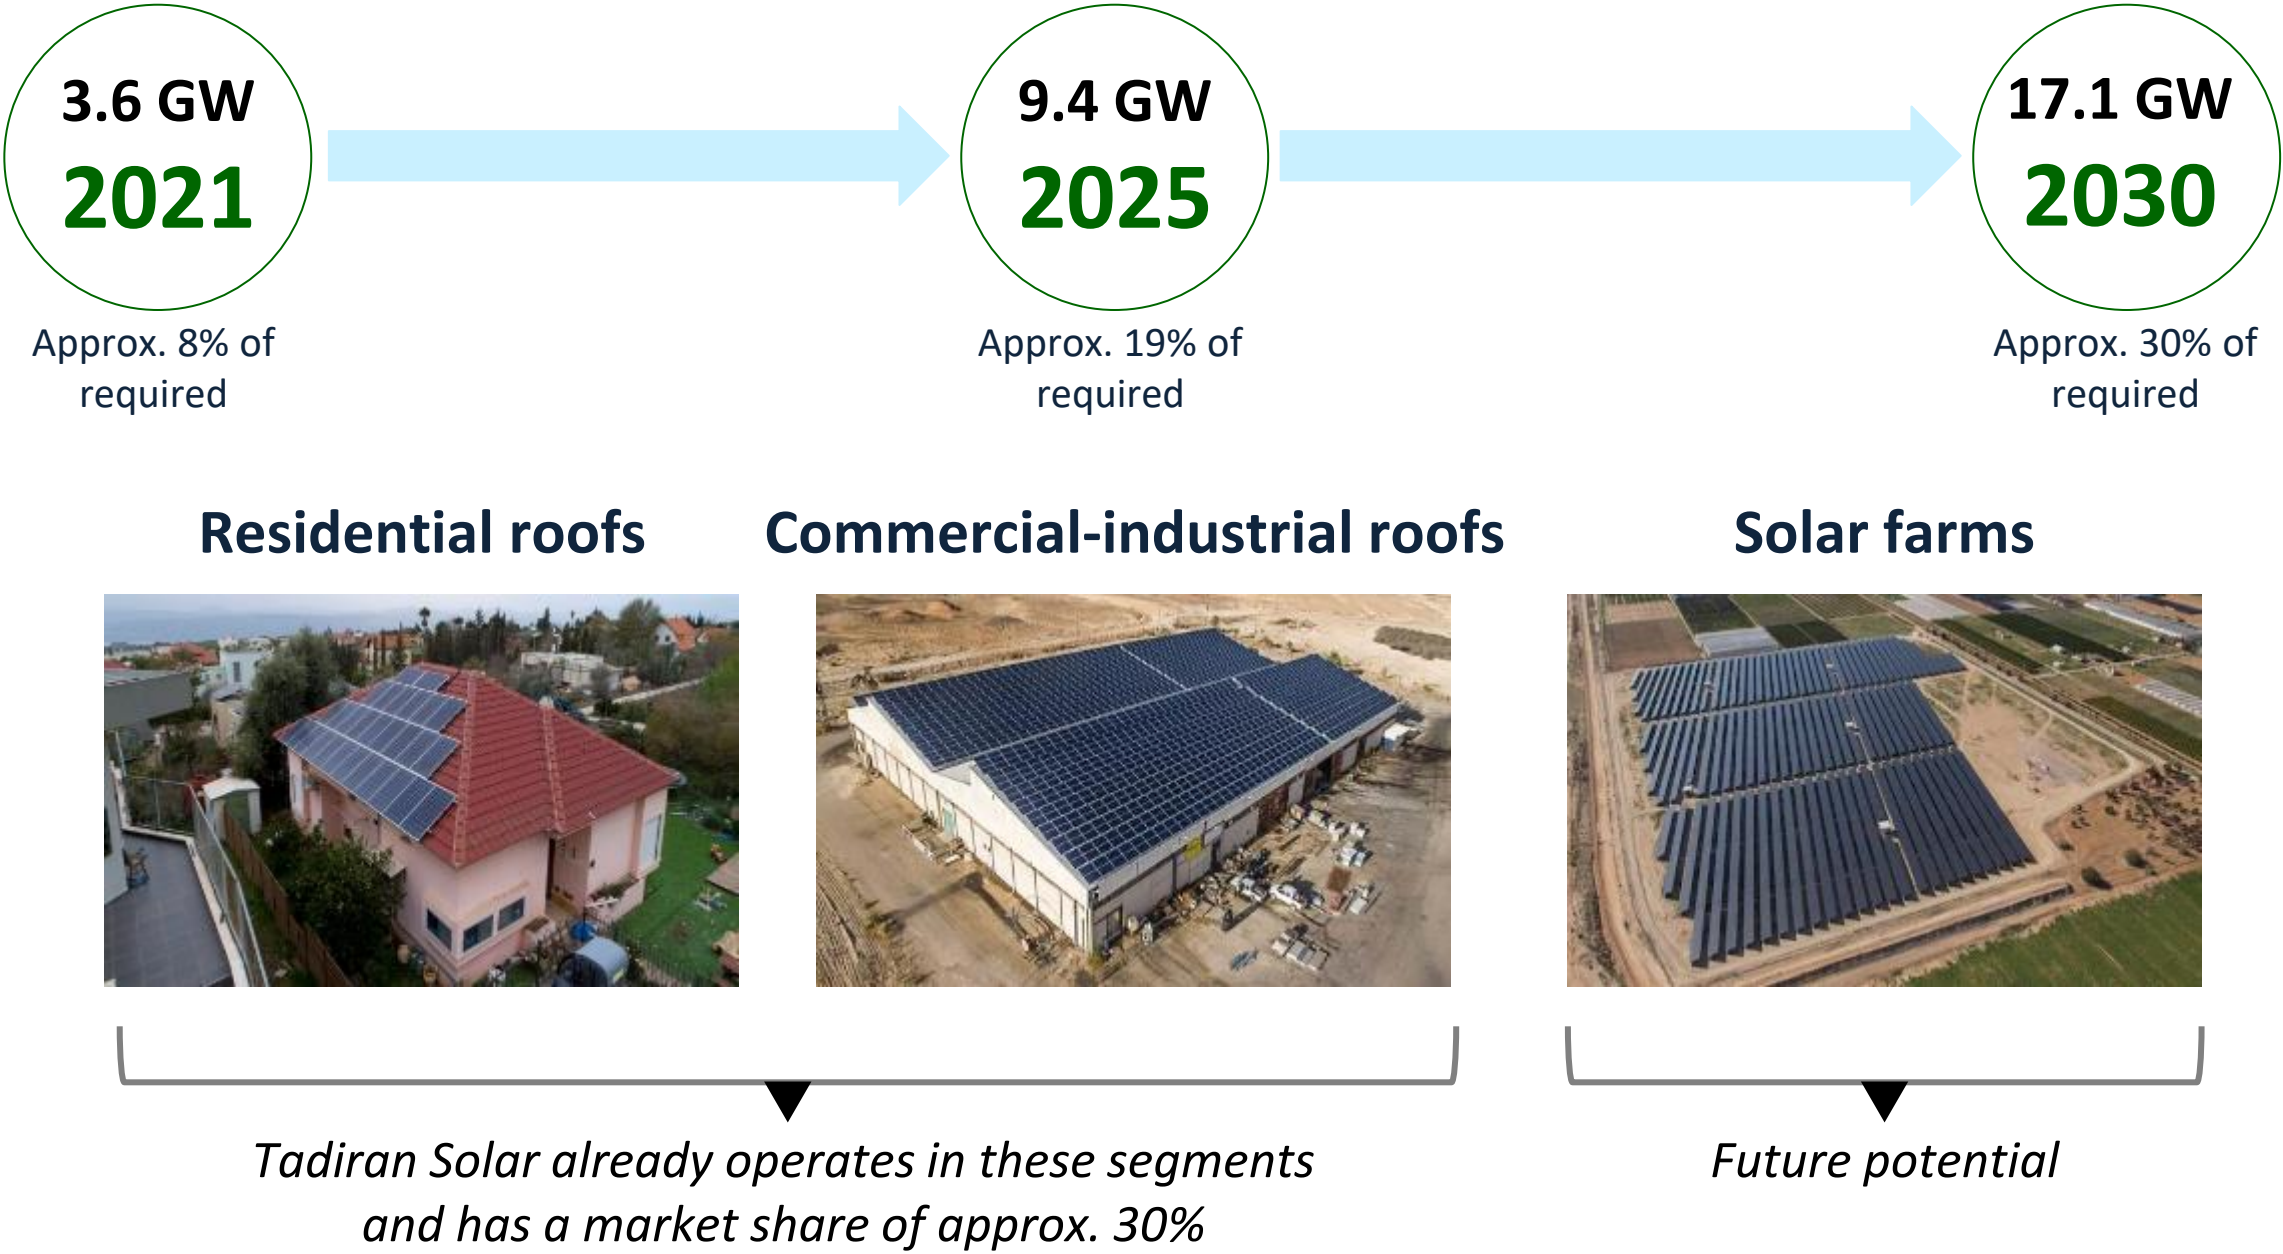 3.6 GW
2021
9.4 GW
2025
17.1 GW
2030
Approx. 8% of
required
Approx. 19% of
required
Approx. 30% of
required
Residential roofs
Commercial-industrial roofs
Solar farms
Tadiran Solar already operates in these segments
and has a market share of approx. 30%
Future potential